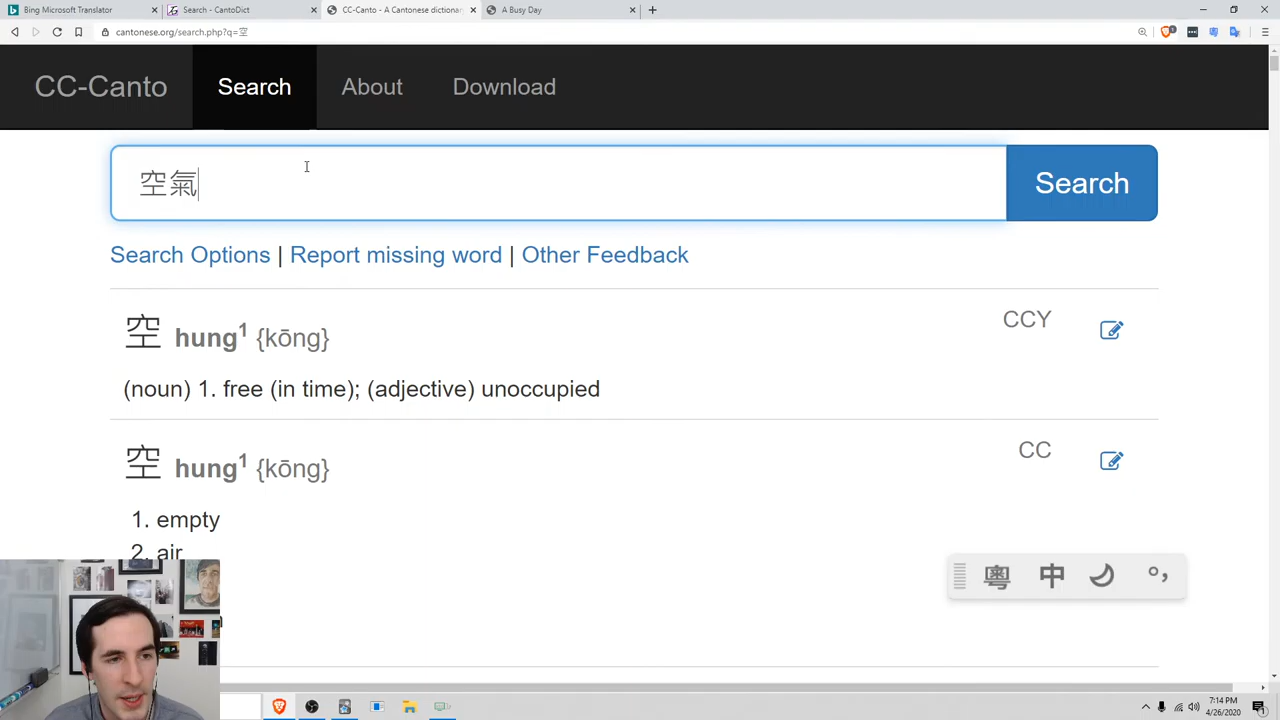 Bing Microsoft Translator
Search - CantoDict
CC-Canto - A Cantonese dictionar
A Busy Day
cantonese.org/search.php?q=空
CC-Canto
Search
About
Download
空氣
Search
Search Options | Report missing word | Other Feedback
空 hung1 {kōng}
CCY
(noun) 1. free (in time); (adjective) unoccupied
空 hung1 {kōng}
CC
1. empty
2. air
粵 中 °,
7:14 PM
4/26/2020